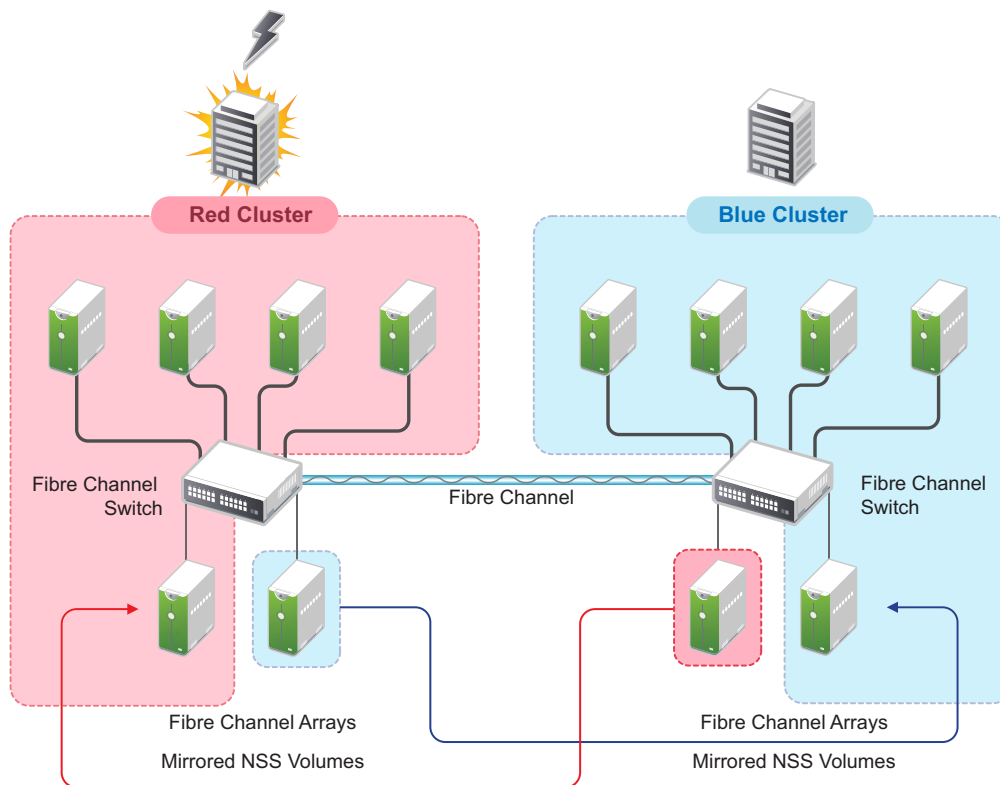 Red Cluster
Blue Cluster
Fibre Channel
Switch
Fibre Channel
Fibre Channel
Switch
Fibre Channel Arrays
Mirrored NSS Volumes
Fibre Channel Arrays
Mirrored NSS Volumes